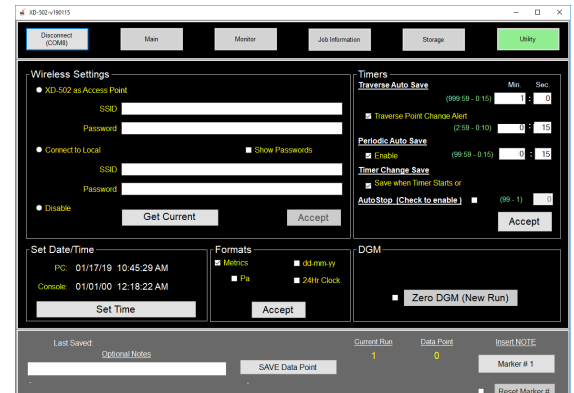 XD-502-v190115
Disconnect
(COM8)
Main
Monitor
Job Information
Storage
Utility
Wireless Settings
XD-502 as Access Point
SSID
Password
Connect to Local
Show Passwords
SSID
Password
Disable
Get Current
Accept
Timers
Traverse Auto Save
Min. Sec.
(999:59 - 0:15) 1 : 0
Traverse Point Change Alert
(2:59 - 0:10) 0 : 15
Periodic Auto Save
Enable (99:59 - 0:15) 0 : 15
Timer Change Save
Save when Timer Starts or
AutoStop (Check to enable ) (99 - 1) 0
Accept
Set Date/Time
PC: 01/17/19 10:45:29 AM
Console: 01/01/00 12:18:22 AM
Set Time
Formats
Metrics dd-mm-yy
Pa 24Hr Clock
Accept
DGM
Zero DGM (New Run)
Last Saved:
Optional Notes
-
SAVE Data Point
-
Current Run Data Point Insert NOTE
1 0
Marker # 1
Reset Marker #